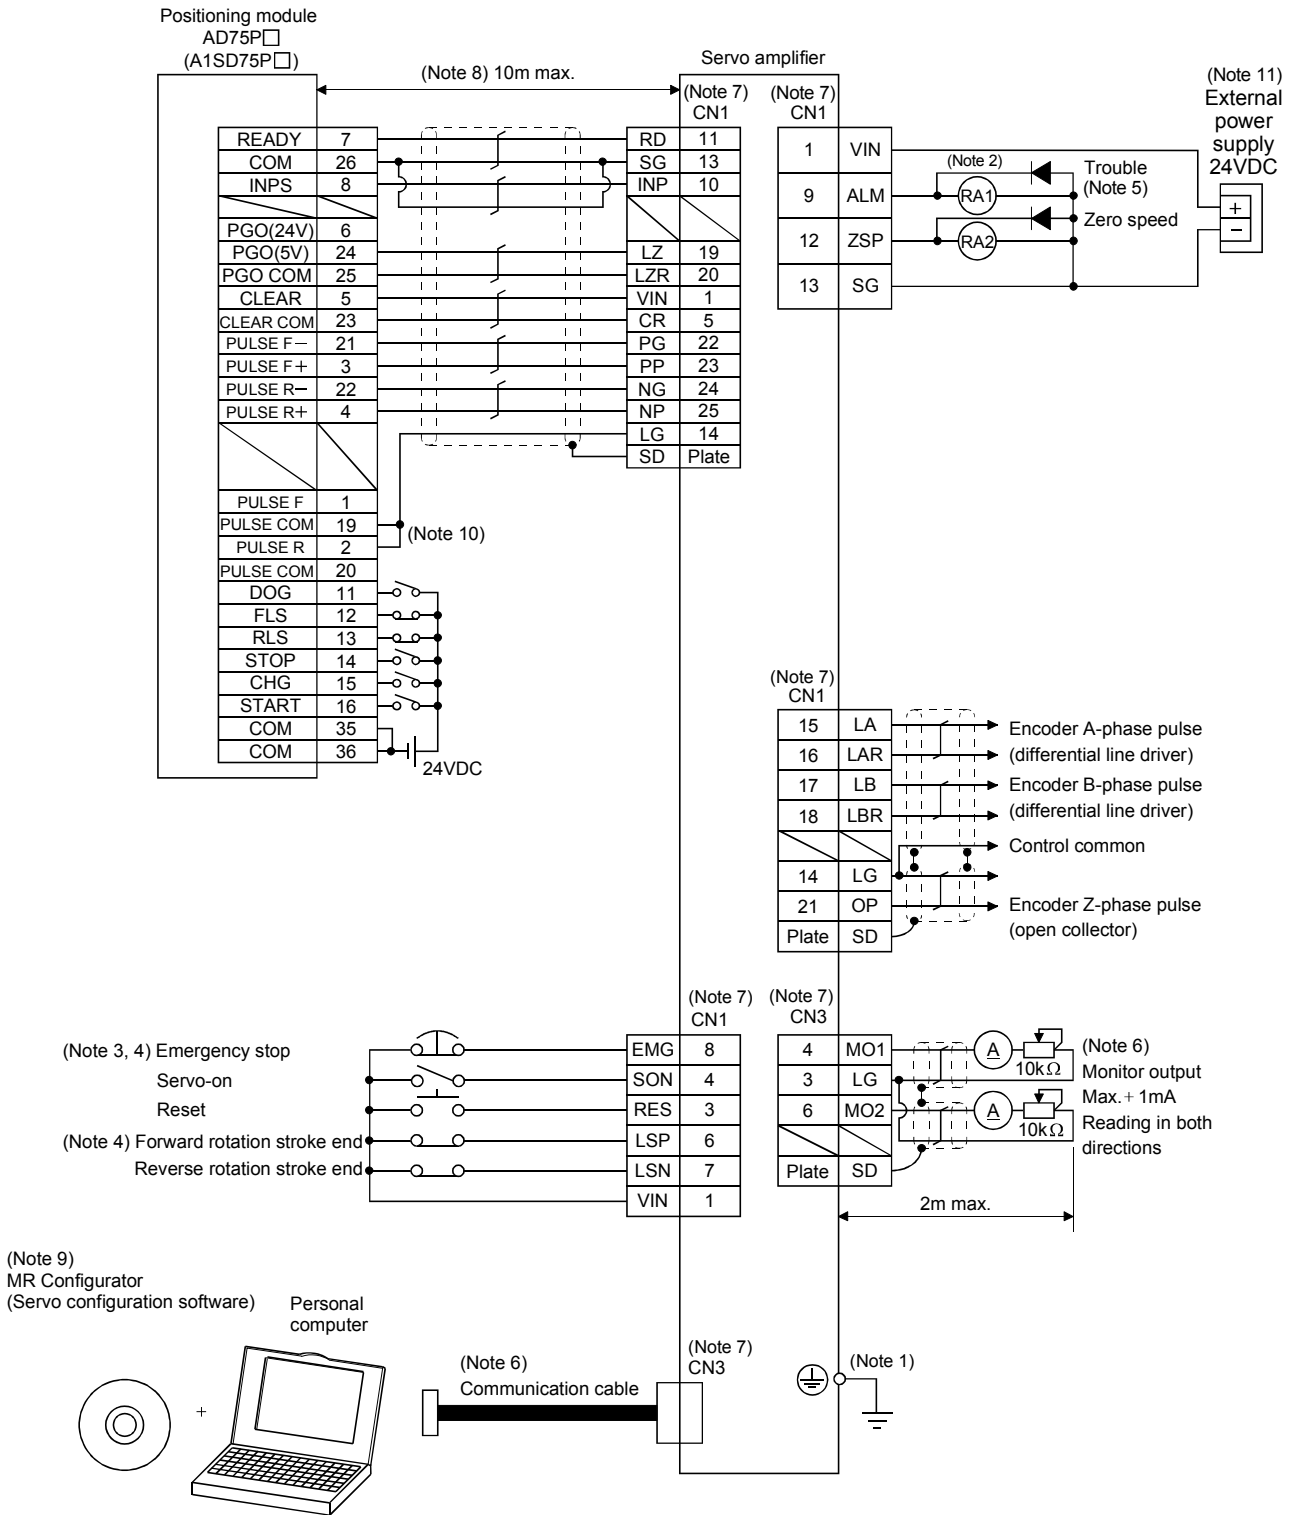 Positioning module
AD75P□
(A1SD75P□)
(Note 8) 10m max.
Servo amplifier
(Note 7)
CN1
READY 7
COM 26
INPS 8
PGO(24V) 6
PGO(5V) 24
PGO COM 25
CLEAR 5
CLEAR COM 23
PULSE F− 21
PULSE F+ 3
PULSE R− 22
PULSE R+ 4
PULSE F 1
PULSE COM 19
PULSE R 2
PULSE COM 20
DOG 11
FLS 12
RLS 13
STOP 14
CHG 15
START 16
COM 35
COM 36
24VDC
(Note 10)
RD 11
SG 13
INP 10
LZ 19
LZR 20
VIN 1
CR 5
PG 22
PP 23
NG 24
NP 25
LG 14
SD Plate
(Note 7)
CN1
1 VIN
9 ALM
12 ZSP
13 SG
(Note 2)
RA1
RA2
Trouble
(Note 5)
Zero speed
(Note 11)
External
power
supply
24VDC
+
−
(Note 7)
CN1
15 LA
16 LAR
17 LB
18 LBR
14 LG
21 OP
Plate SD
Encoder A-phase pulse
(differential line driver)
Encoder B-phase pulse
(differential line driver)
Control common
Encoder Z-phase pulse
(open collector)
(Note 7)
CN1
(Note 3, 4) Emergency stop
Servo-on
Reset
(Note 4) Forward rotation stroke end
Reverse rotation stroke end
EMG 8
SON 4
RES 3
LSP 6
LSN 7
VIN 1
(Note 7)
CN3
4 MO1
3 LG
6 MO2
Plate SD
A
10kΩ
A
10kΩ
(Note 6)
Monitor output
Max.+ 1mA
Reading in both
directions
2m max.
(Note 9)
MR Configurator
(Servo configuration software)
Personal
computer
+
(Note 6)
Communication cable
(Note 7)
CN3
(Note 1)